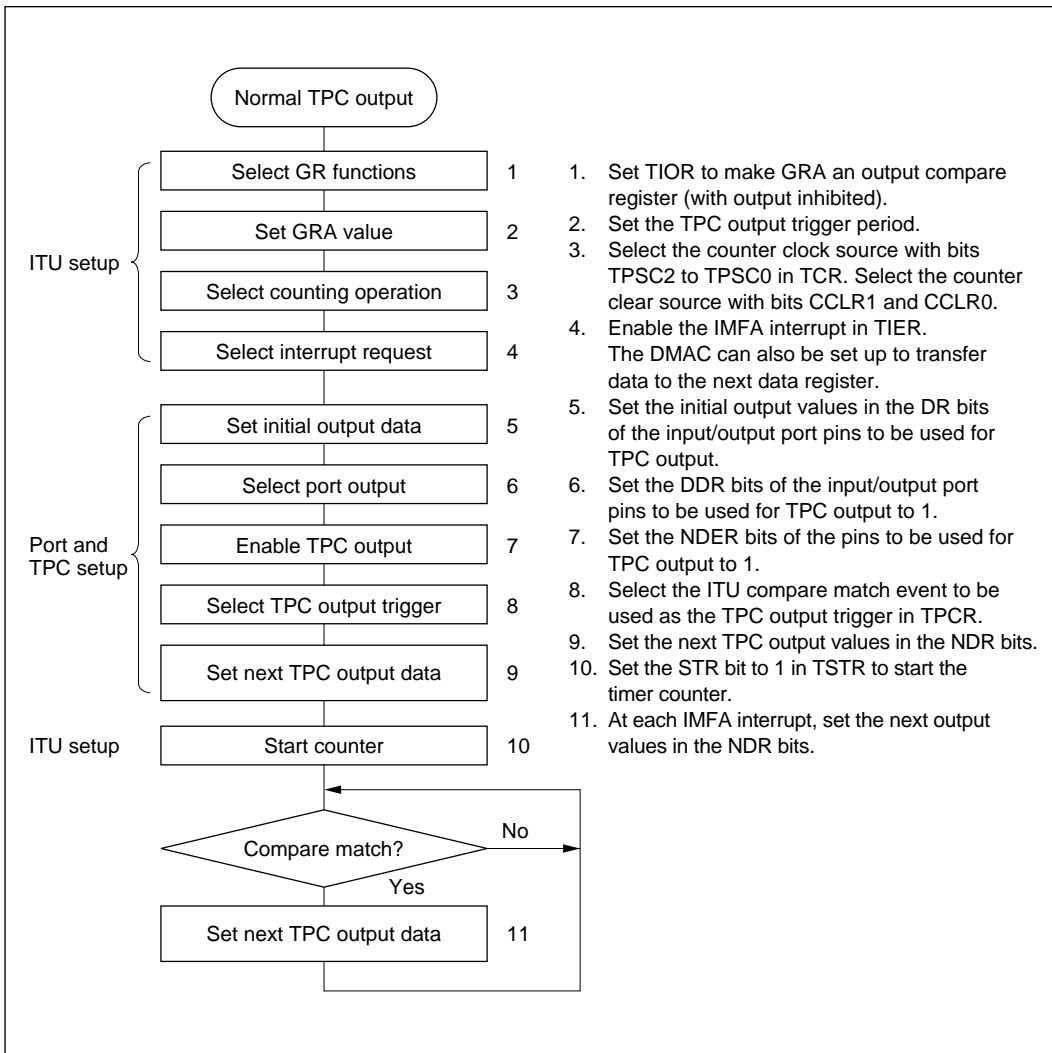 Normal TPC output
ITU setup
Select GR functions 1
Set GRA value 2
Select counting operation 3
Select interrupt request 4
Port and
TPC setup
Set initial output data 5
Select port output 6
Enable TPC output 7
Select TPC output trigger 8
Set next TPC output data 9
ITU setup
Start counter 10
Compare match?
No
Yes
Set next TPC output data 11
1. Set TIOR to make GRA an output compare
register (with output inhibited).
2. Set the TPC output trigger period.
3. Select the counter clock source with bits
TPSC2 to TPSC0 in TCR. Select the counter
clear source with bits CCLR1 and CCLR0.
4. Enable the IMFA interrupt in TIER.
The DMAC can also be set up to transfer
data to the next data register.
5. Set the initial output values in the DR bits
of the input/output port pins to be used for
TPC output.
6. Set the DDR bits of the input/output port
pins to be used for TPC output to 1.
7. Set the NDER bits of the pins to be used for
TPC output to 1.
8. Select the ITU compare match event to be
used as the TPC output trigger in TPCR.
9. Set the next TPC output values in the NDR bits.
10. Set the STR bit to 1 in TSTR to start the
timer counter.
11. At each IMFA interrupt, set the next output
values in the NDR bits.